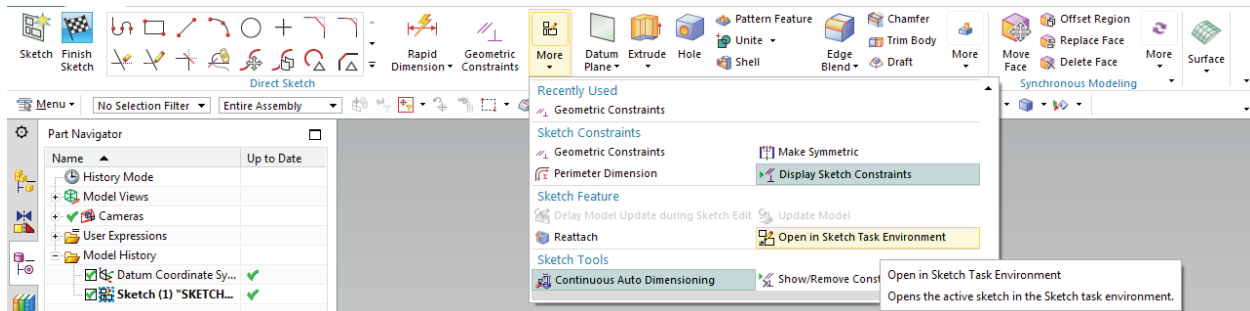 Sketch
Finish Sketch
Direct Sketch
Rapid Dimension
Geometric Constraints
More
Datum Plane
Extrude
Hole
Pattern Feature
Unite
Shell
Edge Blend
Chamfer
Trim Body
Draft
More
Move Face
Offset Region
Replace Face
Delete Face
More
Synchronous Modeling
Surface
Menu
No Selection Filter
Entire Assembly
Recently Used
Geometric Constraints
Sketch Constraints
Geometric Constraints
Make Symmetric
Perimeter Dimension
Display Sketch Constraints
Sketch Feature
Delay Model Update during Sketch Edit
Update Model
Reattach
Open in Sketch Task Environment
Sketch Tools
Continuous Auto Dimensioning
Show/Remove Const
Open in Sketch Task Environment
Opens the active sketch in the Sketch task environment.
Part Navigator
Name Up to Date
History Mode
Model Views
Cameras
User Expressions
Model History
Datum Coordinate Sy...
Sketch (1) "SKETCH...